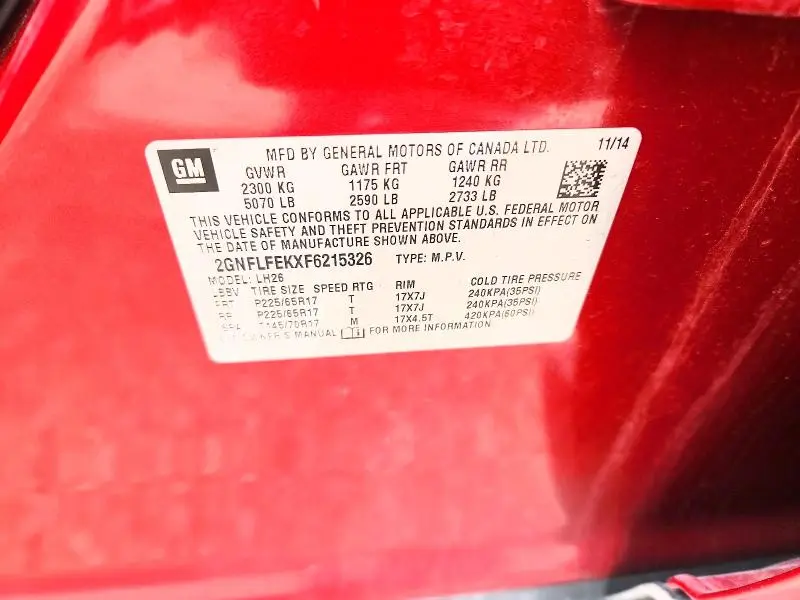 GM
MFD BY GENERAL MOTORS OF CANADA LTD. 11/14
GVWR GAWR FRT GAWR RR
2300 KG 1175 KG 1240 KG
5070 LB 2590 LB 2733 LB
THIS VEHICLE CONFORMS TO ALL APPLICABLE U.S. FEDERAL MOTOR
VEHICLE SAFETY AND THEFT PREVENTION STANDARDS IN EFFECT ON
THE DATE OF MANUFACTURE SHOWN ABOVE.
2GNFLFEKXF6215326 TYPE: M.P.V.
MODEL: LH26
TIRE SIZE SPEED RTG RIM COLD TIRE PRESSURE
FRT P225/65R17 T 17X7J 240KPA(35PSI)
RR P225/65R17 T 17X7J 240KPA(35PSI)
SPA T145/70R17 M 17X4.5T 420KPA(60PSI)
OWNER'S MANUAL FOR MORE INFORMATION